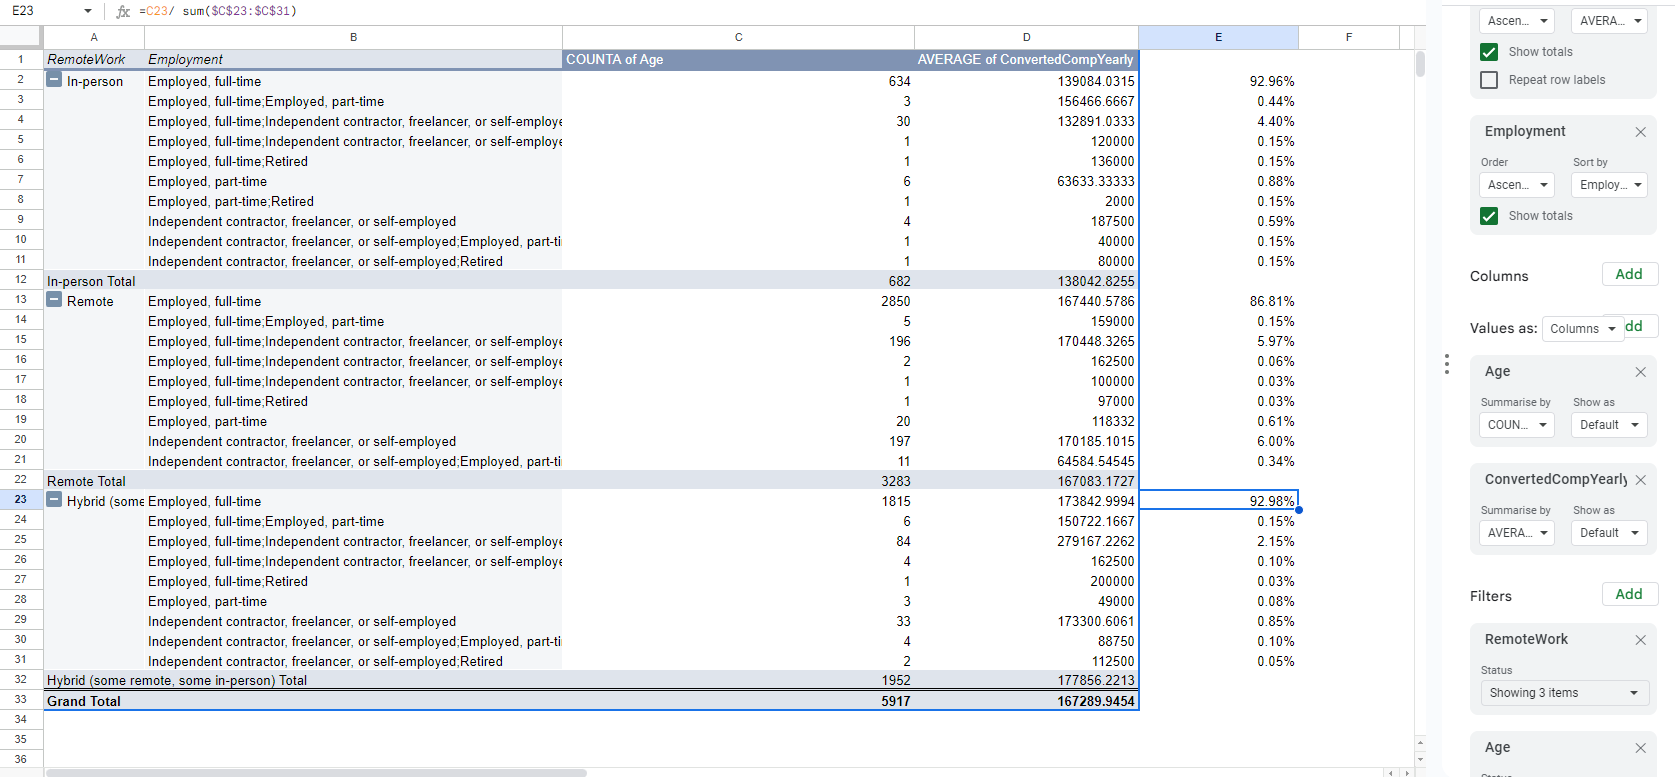 E23 fx =C23/ sum($C$23:$C$31)
A B C D E F
1 RemoteWork Employment COUNTA of Age AVERAGE of ConvertedCompYearly
2 In-person Employed, full-time 634 139084.0315 92.96%
3 Employed, full-time;Employed, part-time 3 156466.6667 0.44%
4 Employed, full-time;Independent contractor, freelancer, or self-employe 30 132891.0333 4.40%
5 Employed, full-time;Independent contractor, freelancer, or self-employe 1 120000 0.15%
6 Employed, full-time;Retired 1 136000 0.15%
7 Employed, part-time 6 63633.33333 0.88%
8 Employed, part-time;Retired 1 2000 0.15%
9 Independent contractor, freelancer, or self-employed 4 187500 0.59%
10 Independent contractor, freelancer, or self-employed;Employed, part-ti 1 40000 0.15%
11 Independent contractor, freelancer, or self-employed;Retired 1 80000 0.15%
12 In-person Total 682 138042.8255
13 Remote Employed, full-time 2850 167440.5786 86.81%
14 Employed, full-time;Employed, part-time 5 159000 0.15%
15 Employed, full-time;Independent contractor, freelancer, or self-employe 196 170448.3265 5.97%
16 Employed, full-time;Independent contractor, freelancer, or self-employe 2 162500 0.06%
17 Employed, full-time;Independent contractor, freelancer, or self-employe 1 100000 0.03%
18 Employed, full-time;Retired 1 97000 0.03%
19 Employed, part-time 20 118332 0.61%
20 Independent contractor, freelancer, or self-employed 197 170185.1015 6.00%
21 Independent contractor, freelancer, or self-employed;Employed, part-ti 11 64584.54545 0.34%
22 Remote Total 3283 167083.1727
23 Hybrid (some Employed, full-time 1815 173842.9994 92.98%
24 Employed, full-time;Employed, part-time 6 150722.1667 0.15%
25 Employed, full-time;Independent contractor, freelancer, or self-employe 84 279167.2262 2.15%
26 Employed, full-time;Independent contractor, freelancer, or self-employe 4 162500 0.10%
27 Employed, full-time;Retired 1 200000 0.03%
28 Employed, part-time 3 49000 0.08%
29 Independent contractor, freelancer, or self-employed 33 173300.6061 0.85%
30 Independent contractor, freelancer, or self-employed;Employed, part-ti 4 88750 0.10%
31 Independent contractor, freelancer, or self-employed;Retired 2 112500 0.05%
32 Hybrid (some remote, some in-person) Total 1952 177856.2213
33 Grand Total 5917 167289.9454
34
35
36
Ascen... AVERA...
Show totals
Repeat row labels
Employment
Order Sort by
Ascen... Employ...
Show totals
Columns Add
Values as: Columns dd
Age
Summarise by Show as
COUN... Default
ConvertedCompYearly
Summarise by Show as
AVERA... Default
Filters Add
RemoteWork
Status
Showing 3 items
Age